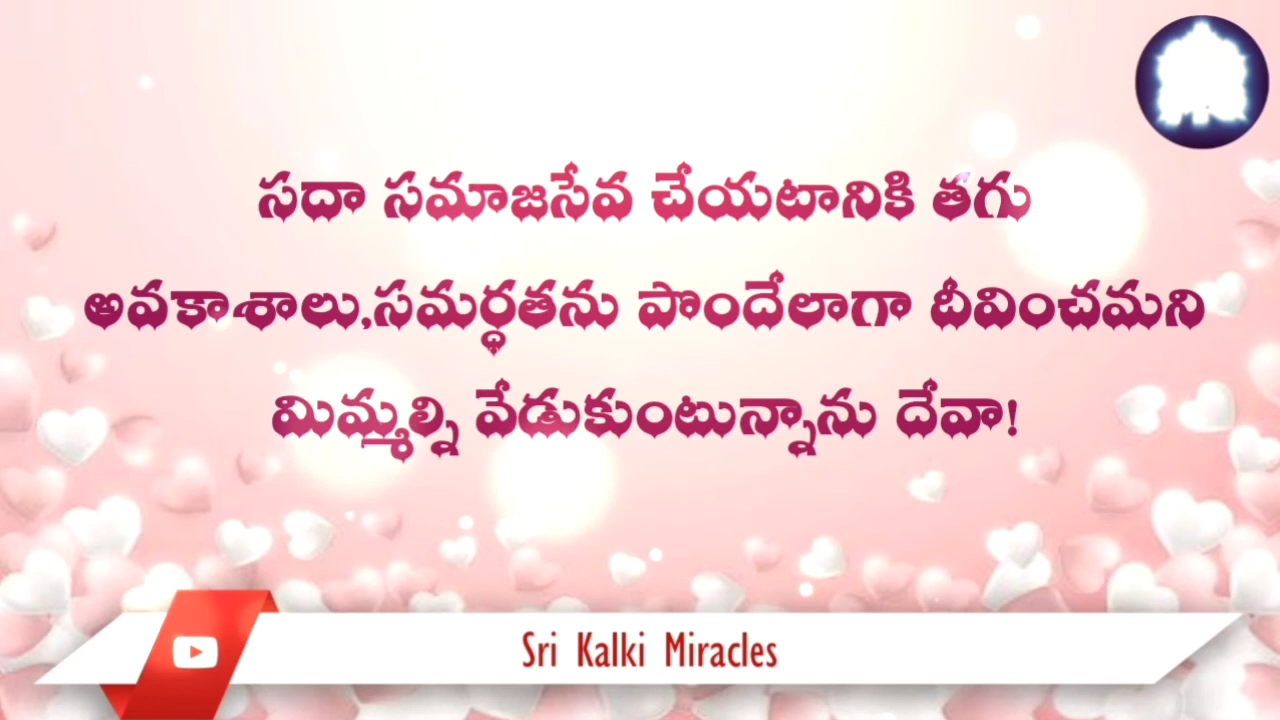 సదా సమాజసేవ చేయటానికి తగు
అవకాశాలు,సమర్ధతను పొందేలాగా దీవించమని
మిమ్మల్ని వేడుకుంటున్నాను దేవా!
Sri Kalki Miracles